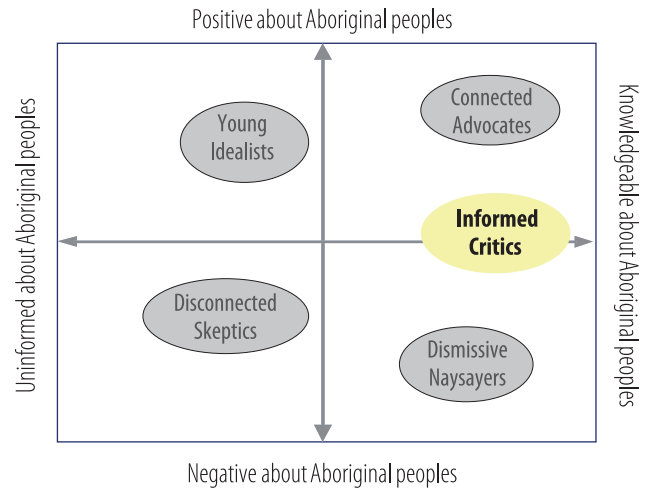 Positive about Aboriginal peoples
Young
Idealists
Connected
Advocates
Uninformed about Aboriginal peoples
Knowledgeable about Aboriginal peoples
Informed
Critics
Disconnected
Skeptics
Dismissive
Naysayers
Negative about Aboriginal peoples